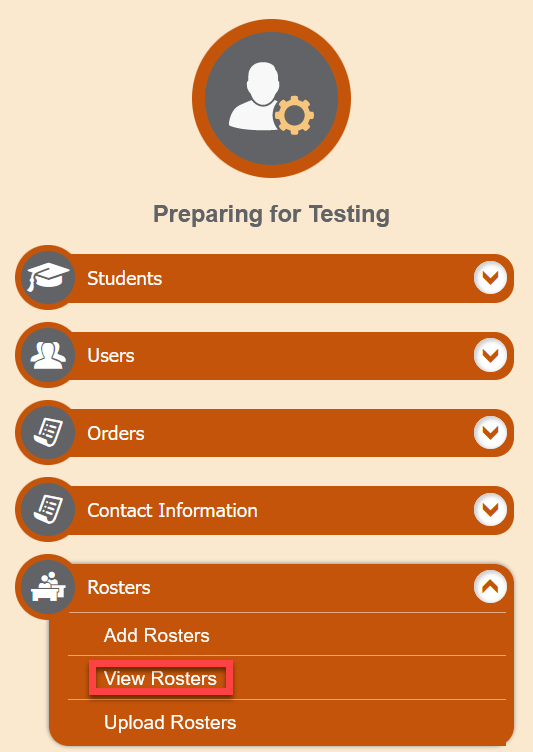 Preparing for Testing
Students
Users
Orders
Contact Information
Rosters
Add Rosters
View Rosters
Upload Rosters